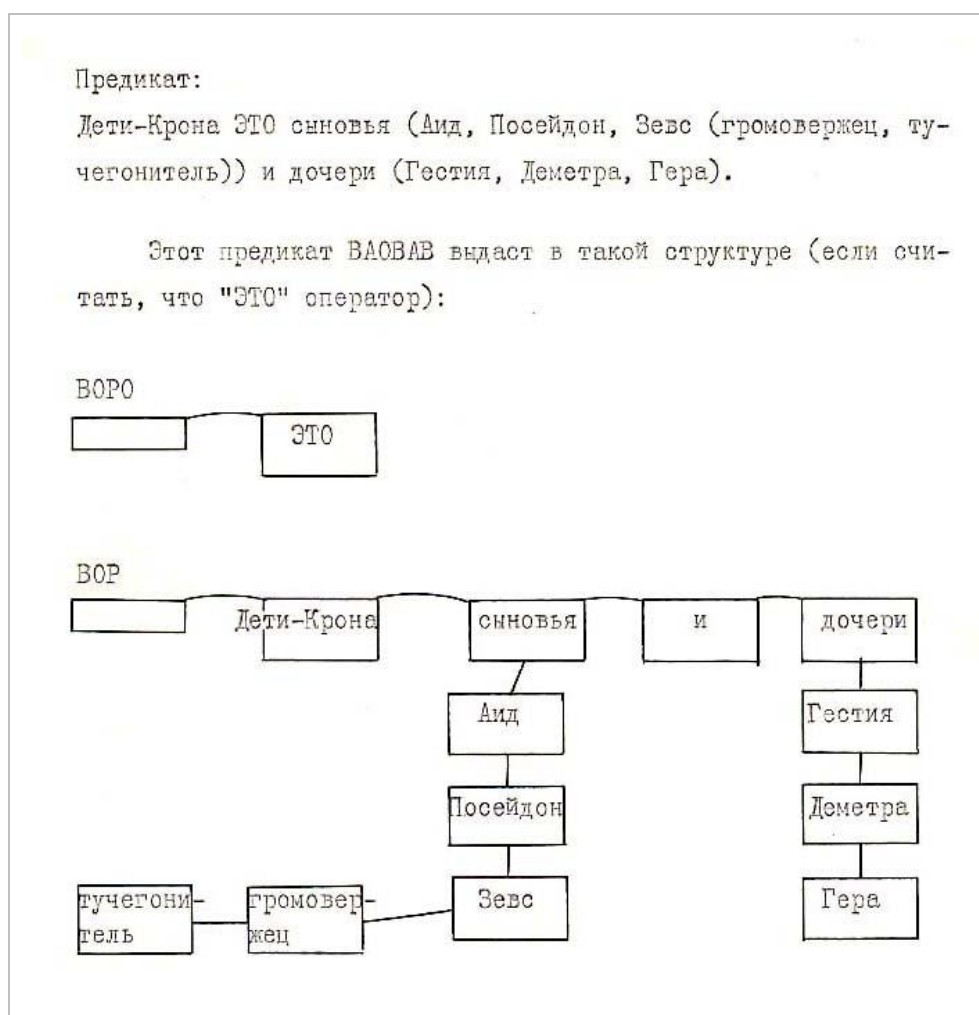 Предикат:
Дети-Крона ЭТО сыновья (Аид, Посейдон, Зевс (громовержец, ту-
чегонитель)) и дочери (Гестия, Деметра, Гера).
Этот предикат BAOBAB выдаст в такой структуре (если счи-
тать, что "ЭТО" оператор):
ВОРО
ЭТО
ВОР
Дети-Крона сыновья и дочери
Аид Гестия
Посейдон Деметра
тучегони- громовер- Зевс Гера
тель жец